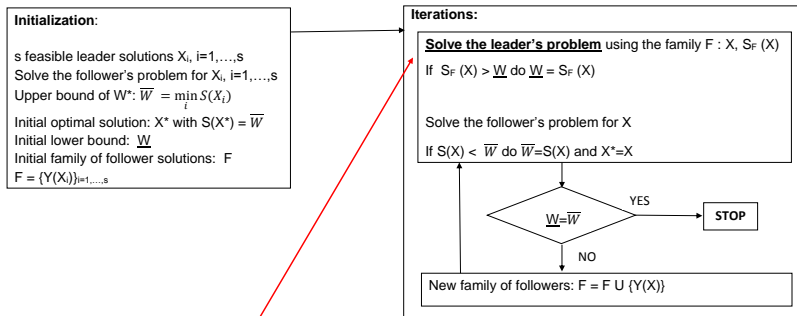 Initialization:
s feasible leader solutions Xᵢ, i=1,…,s
Solve the follower's problem for Xᵢ, i=1,…,s
Upper bound of W*: W̅ = min S(Xᵢ)
i
Initial optimal solution: X* with S(X*) = W̅
Initial lower bound: W̲
Initial family of follower solutions: F
F = {Y(Xᵢ)}ᵢ₌₁,…,ₛ
Iterations:
Solve the leader's problem using the family F : X, S_F (X)
If S_F (X) > W̲ do W̲ = S_F (X)
Solve the follower's problem for X
If S(X) < W̅ do W̅=S(X) and X*=X
W̲=W̅
YES
STOP
NO
New family of followers: F = F U {Y(X)}